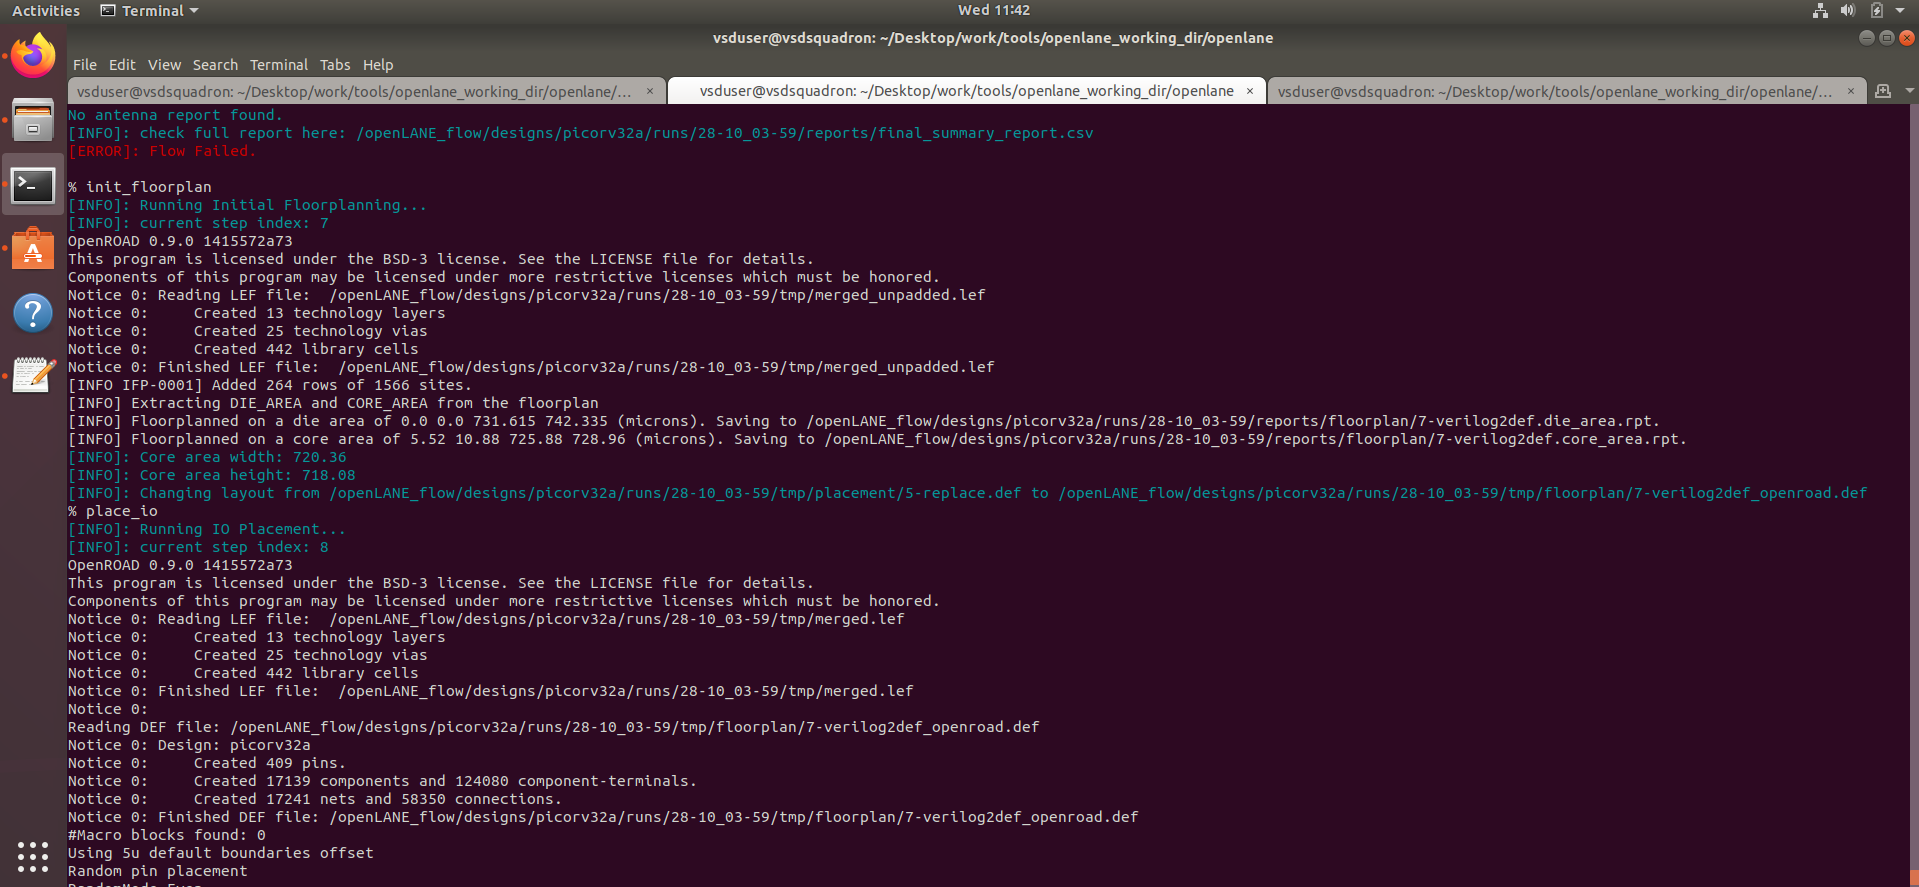 Activities Terminal Wed 11:42
vsduser@vsdsquadron: ~/Desktop/work/tools/openlane_working_dir/openlane
File Edit View Search Terminal Tabs Help
vsduser@vsdsquadron: ~/Desktop/work/tools/openlane_working_dir/openlane/... × vsduser@vsdsquadron: ~/Desktop/work/tools/openlane_working_dir/openlane × vsduser@vsdsquadron: ~/Desktop/work/tools/openlane_working_dir/openlane/... ×
No antenna report found.
[INFO]: check full report here: /openLANE_flow/designs/picorv32a/runs/28-10_03-59/reports/final_summary_report.csv
[ERROR]: Flow Failed.
% init_floorplan
[INFO]: Running Initial Floorplanning...
[INFO]: current step index: 7
OpenROAD 0.9.0 1415572a73
This program is licensed under the BSD-3 license. See the LICENSE file for details.
Components of this program may be licensed under more restrictive licenses which must be honored.
Notice 0: Reading LEF file:  /openLANE_flow/designs/picorv32a/runs/28-10_03-59/tmp/merged_unpadded.lef
Notice 0:     Created 13 technology layers
Notice 0:     Created 25 technology vias
Notice 0:     Created 442 library cells
Notice 0: Finished LEF file:  /openLANE_flow/designs/picorv32a/runs/28-10_03-59/tmp/merged_unpadded.lef
[INFO IFP-0001] Added 264 rows of 1566 sites.
[INFO] Extracting DIE_AREA and CORE_AREA from the floorplan
[INFO] Floorplanned on a die area of 0.0 0.0 731.615 742.335 (microns). Saving to /openLANE_flow/designs/picorv32a/runs/28-10_03-59/reports/floorplan/7-verilog2def.die_area.rpt.
[INFO] Floorplanned on a core area of 5.52 10.88 725.88 728.96 (microns). Saving to /openLANE_flow/designs/picorv32a/runs/28-10_03-59/reports/floorplan/7-verilog2def.core_area.rpt.
[INFO]: Core area width: 720.36
[INFO]: Core area height: 718.08
[INFO]: Changing layout from /openLANE_flow/designs/picorv32a/runs/28-10_03-59/tmp/placement/5-replace.def to /openLANE_flow/designs/picorv32a/runs/28-10_03-59/tmp/floorplan/7-verilog2def_openroad.def
% place_io
[INFO]: Running IO Placement...
[INFO]: current step index: 8
OpenROAD 0.9.0 1415572a73
This program is licensed under the BSD-3 license. See the LICENSE file for details.
Components of this program may be licensed under more restrictive licenses which must be honored.
Notice 0: Reading LEF file:  /openLANE_flow/designs/picorv32a/runs/28-10_03-59/tmp/merged.lef
Notice 0:     Created 13 technology layers
Notice 0:     Created 25 technology vias
Notice 0:     Created 442 library cells
Notice 0: Finished LEF file:  /openLANE_flow/designs/picorv32a/runs/28-10_03-59/tmp/merged.lef
Notice 0:
Reading DEF file: /openLANE_flow/designs/picorv32a/runs/28-10_03-59/tmp/floorplan/7-verilog2def_openroad.def
Notice 0: Design: picorv32a
Notice 0:     Created 409 pins.
Notice 0:     Created 17139 components and 124080 component-terminals.
Notice 0:     Created 17241 nets and 58350 connections.
Notice 0: Finished DEF file: /openLANE_flow/designs/picorv32a/runs/28-10_03-59/tmp/floorplan/7-verilog2def_openroad.def
#Macro blocks found: 0
Using 5u default boundaries offset
Random pin placement